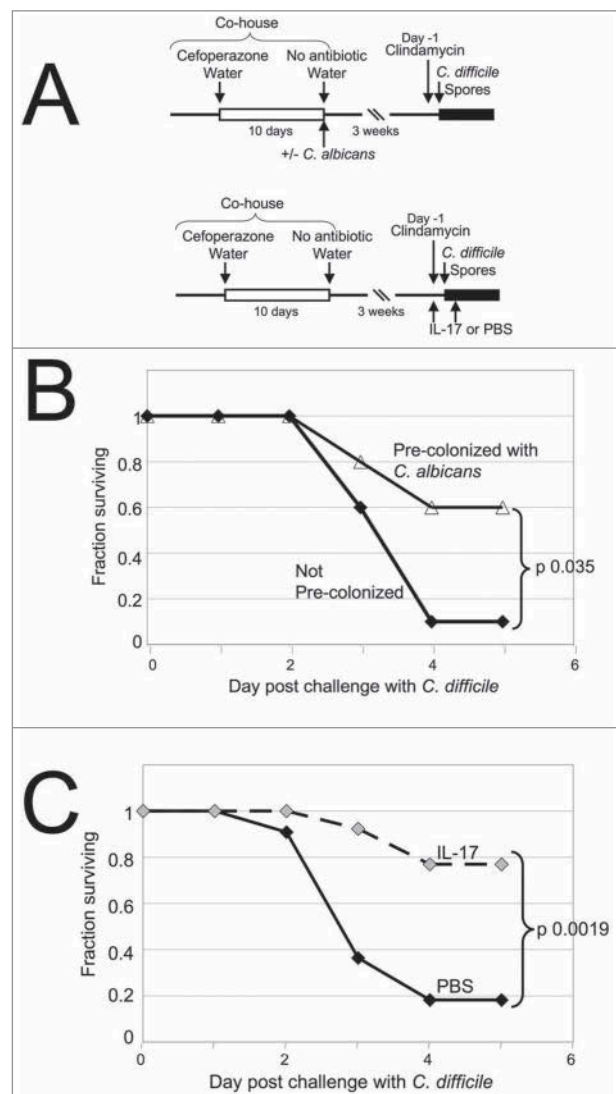 A
Co-house
Cefoperazone Water
No antibiotic Water
Day -1 Clindamycin
C. difficile Spores
10 days
3 weeks
+/- C. albicans
Co-house
Cefoperazone Water
No antibiotic Water
Day -1 Clindamycin
C. difficile Spores
10 days
3 weeks
IL-17 or PBS
B
Fraction surviving
1
0.8
0.6
0.4
0.2
0
Pre-colonized with
C. albicans
Not
Pre-colonized
p 0.035
0 2 4 6
Day post challenge with C. difficile
C
Fraction surviving
1
0.8
0.6
0.4
0.2
0
IL-17
PBS
p 0.0019
0 2 4 6
Day post challenge with C. difficile